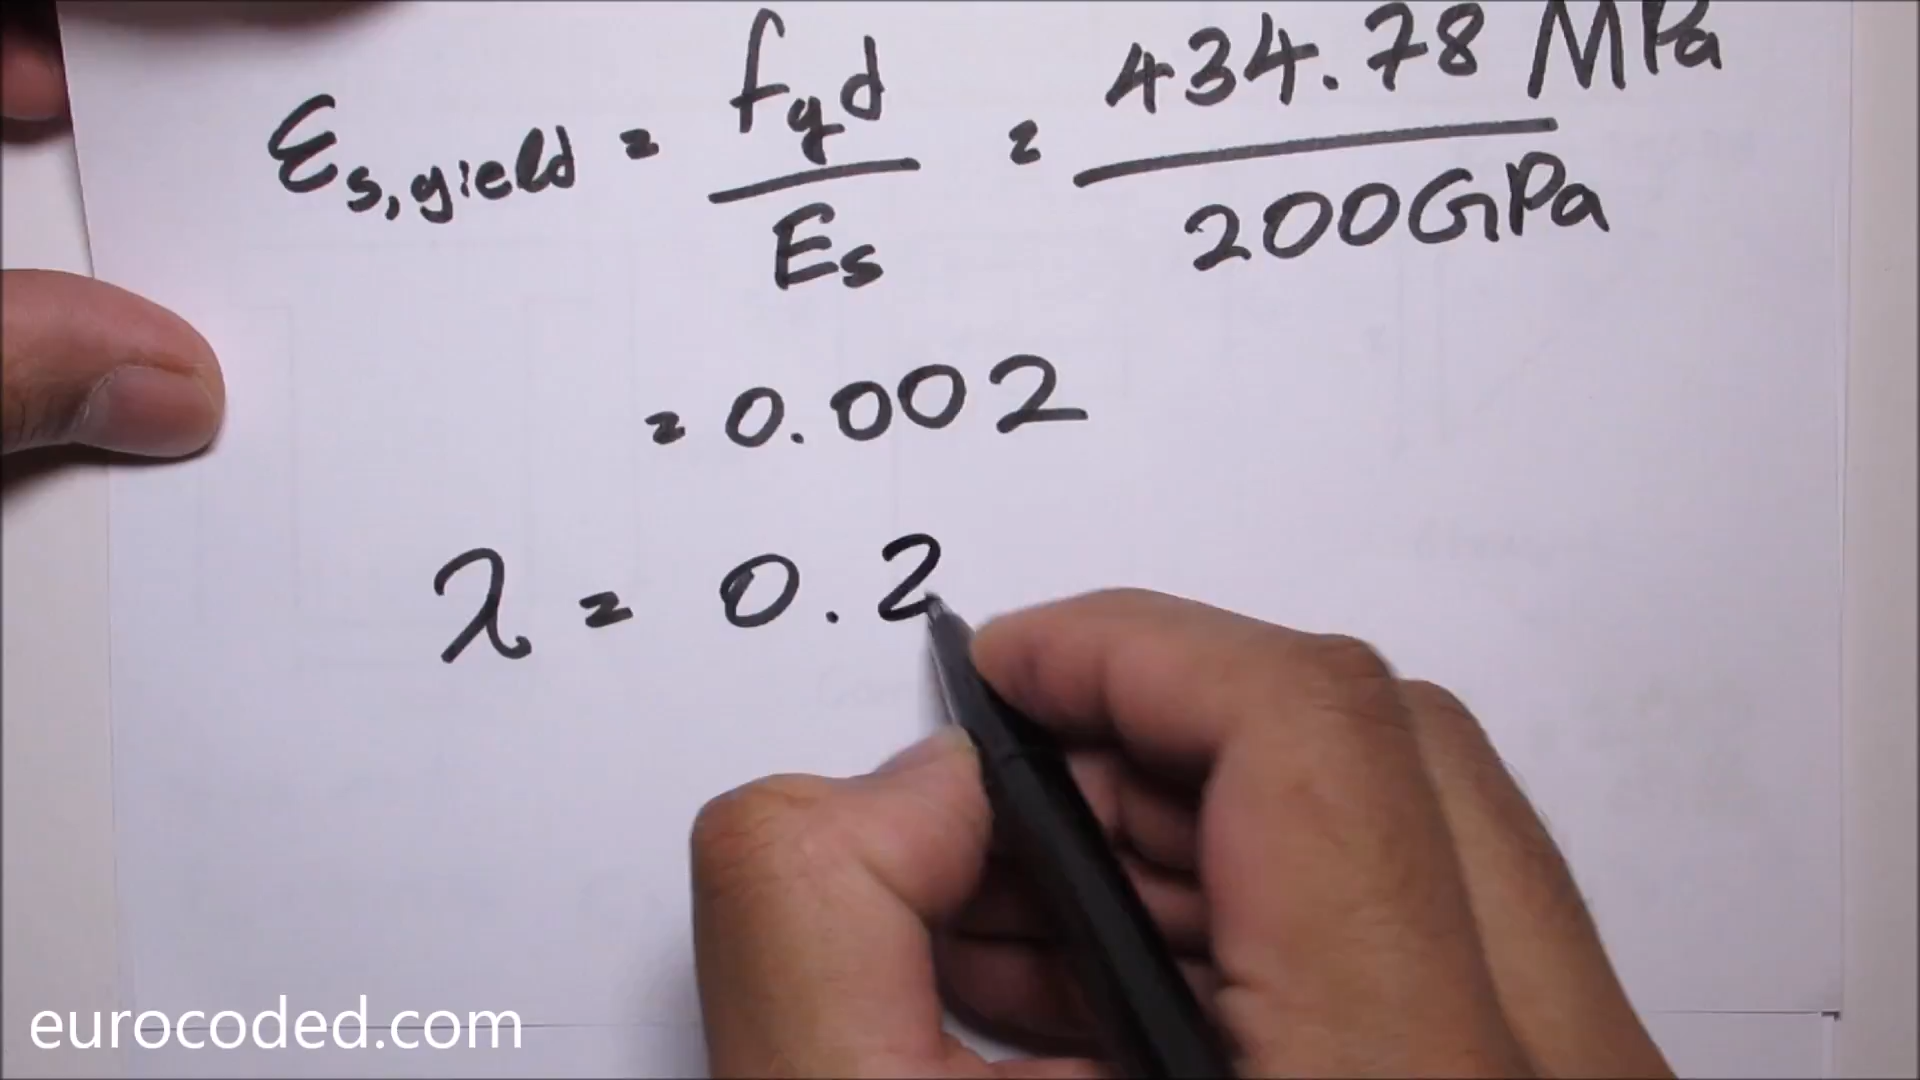 εs,yield = fyd / Es = 434.78 MPa / 200GPa
= 0.002
λ = 0.2
eurocoded.com